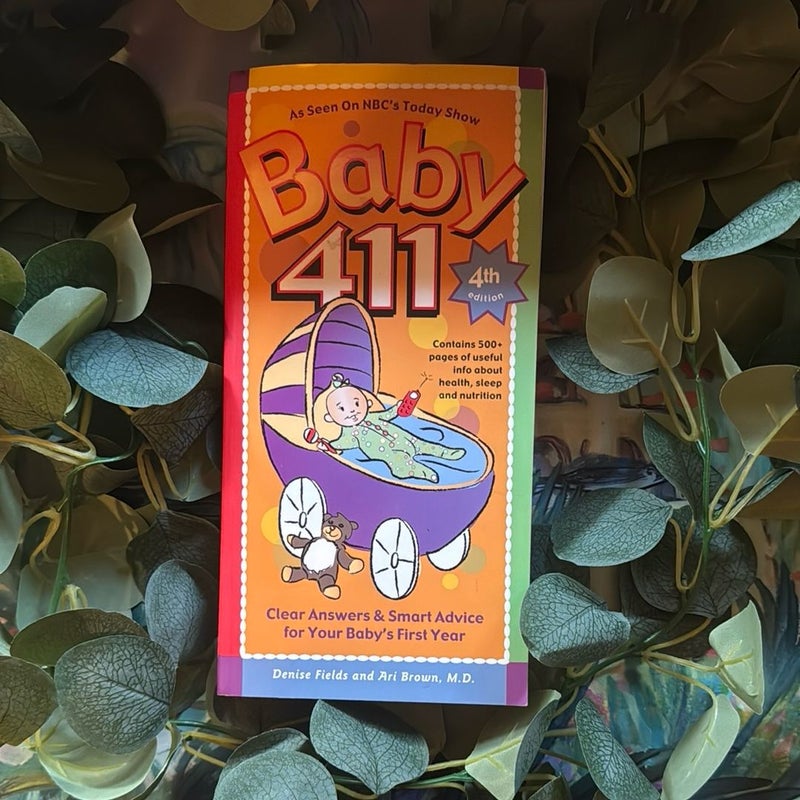 As Seen On NBC's Today Show
Baby
411
4th
edition
Contains 500+
pages of useful
info about
health, sleep
and nutrition
Clear Answers & Smart Advice
for Your Baby's First Year
Denise Fields and Ari Brown, M.D.